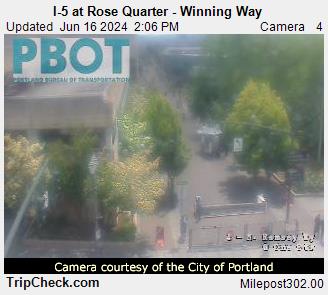 I-5 at Rose Quarter - Winning Way
Updated Jun 16 2024 2:06 PM Camera 4
PBOT
PORTLAND BUREAU OF TRANSPORTATION
N Ramsay
Camera courtesy of the City of Portland
TripCheck.com Milepost302.00